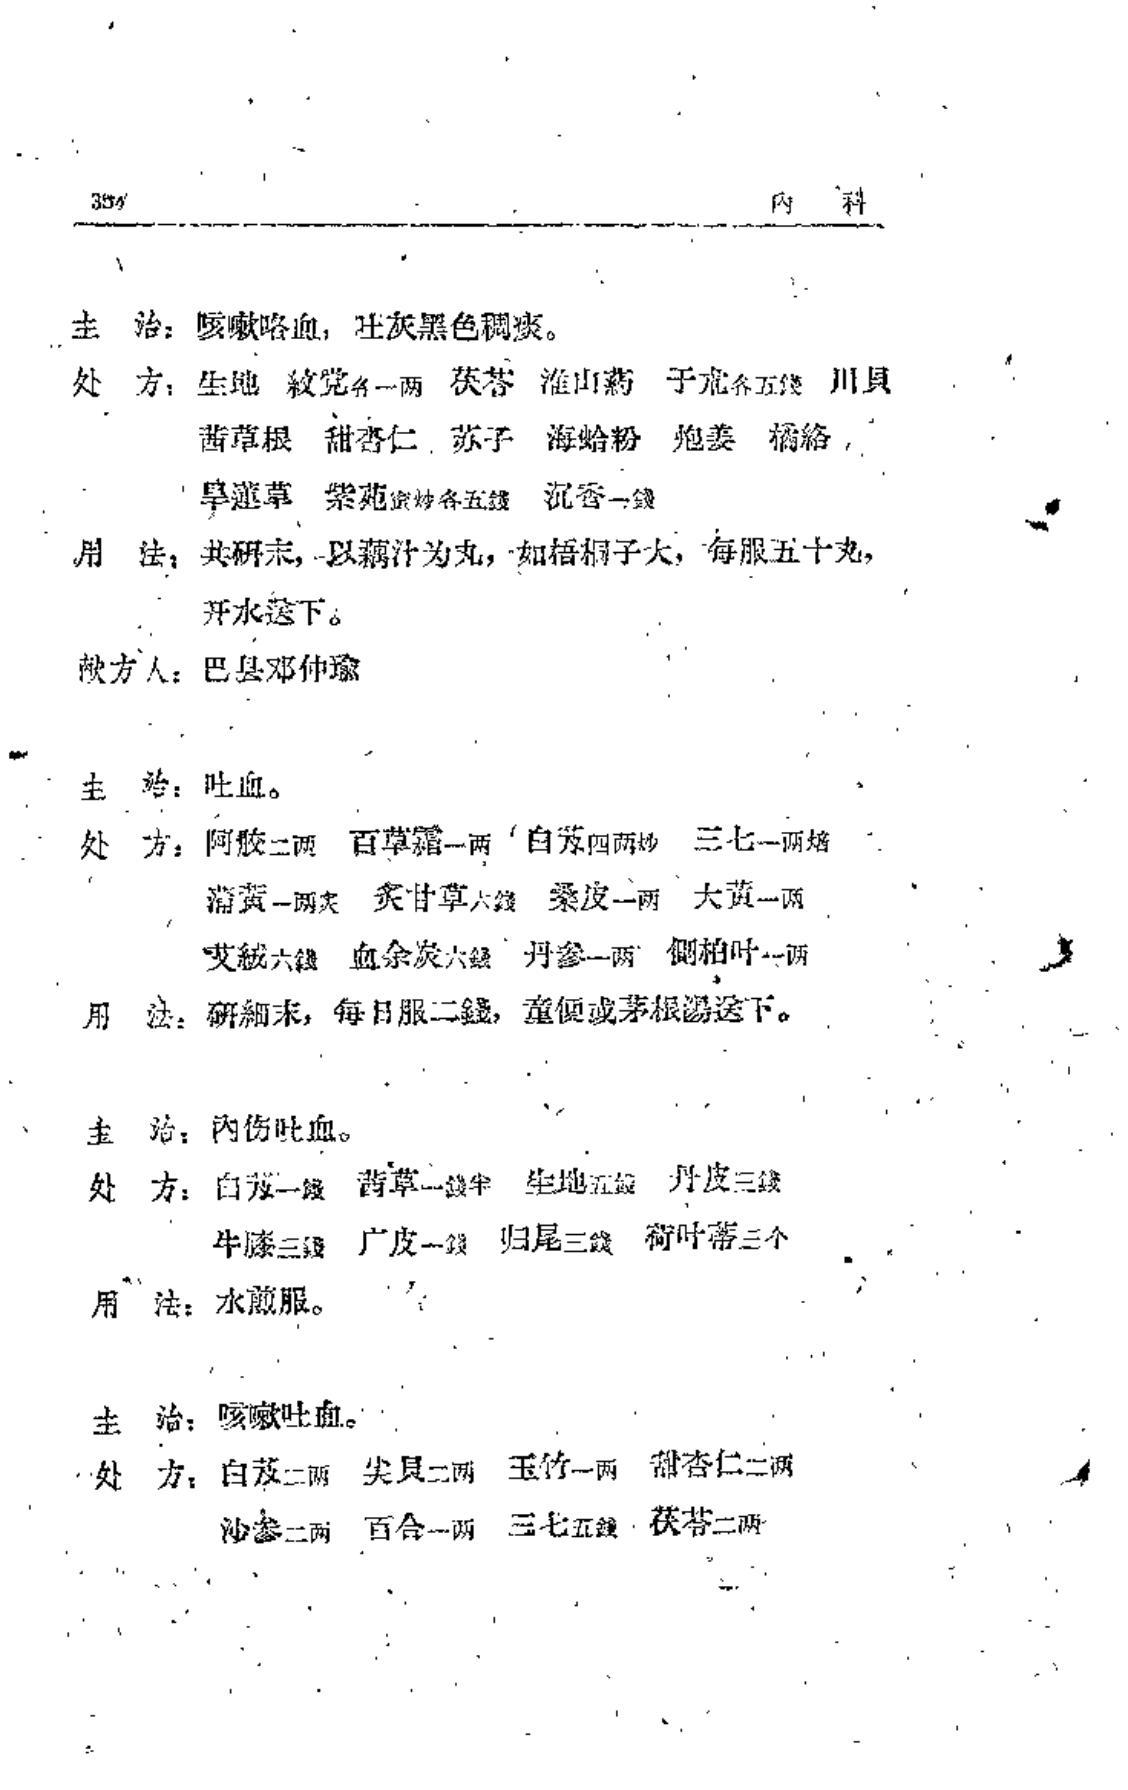 內　科
主　治：咳嗽咯血，吐灰黑色稠痰。
处　方：生地　紋党各一两　茯苓　淮山葯　于朮各五錢　川貝
茜草根　甜杏仁　苏子　海蛤粉　炮姜　橘絡
旱蓮草　紫苑蜜炒各五錢　沉香一錢
用　法：共研末，以藕汁为丸，如梧桐子大，每服五十丸，
开水送下。
献方人：巴县邓仲瑜
主　治：吐血。
处　方：阿胶二两　百草霜一两　白芨四两炒　三七一两焙
蒲黃一两炙　炙甘草六錢　桑皮一两　大黃一两
艾絨六錢　血余炭六錢　丹參一两　側柏叶一两
用　法：研細末，每日服二錢，童便或茅根湯送下。
主　治：內伤吐血。
处　方：白芨一錢　茜草一錢半　生地五錢　丹皮三錢
牛膝三錢　广皮一錢　归尾三錢　荷叶蒂三个
用　法：水煎服。
主　治：咳嗽吐血。
处　方：白芨二两　尖貝二两　玉竹一两　甜杏仁二两
沙参二两　百合一两　三七五錢　茯苓二两